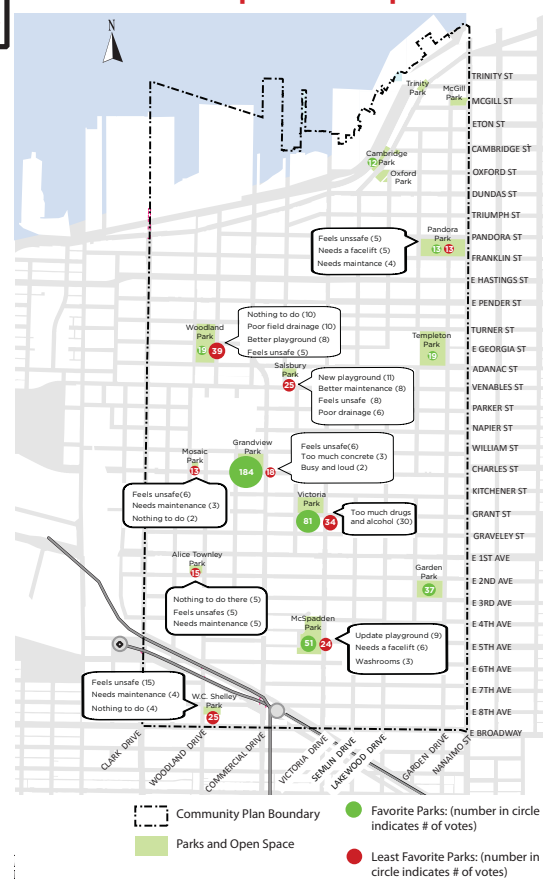 N
Trinity
Park
McGill
Park
TRINITY ST
MCGILL ST
ETON ST
CAMBRIDGE ST
OXFORD ST
DUNDAS ST
TRIUMPH ST
PANDORA ST
FRANKLIN ST
E HASTINGS ST
E PENDER ST
TURNER ST
E GEORGIA ST
ADANAC ST
VENABLES ST
PARKER ST
NAPIER ST
WILLIAM ST
CHARLES ST
KITCHENER ST
GRANT ST
GRAVELEY ST
E 1ST AVE
E 2ND AVE
E 3RD AVE
E 4TH AVE
E 5TH AVE
E 6TH AVE
E 7TH AVE
E 8TH AVE
E BROADWAY
Cambridge
Park
12
Oxford
Park
Pandora
Park
13 13
Feels unssafe (5)
Needs a facelift (5)
Needs maintance (4)
Woodland
Park
19 39
Nothing to do (10)
Poor field drainage (10)
Better playground (8)
Feels unsafe (5)
Templeton
Park
19
Salsbury
Park
25
New playground (11)
Better maintenance (8)
Feels unsafe (8)
Poor drainage (6)
Mosaic
Park
13
Feels unsafe(6)
Needs maintenance (3)
Nothing to do (2)
Grandview
Park
184 18
Feels unsafe(6)
Too much concrete (3)
Busy and loud (2)
Victoria
Park
81 34
Too much drugs
and alcohol (30)
Alice Townley
Park
15
Nothing to do there (5)
Feels unsafes (5)
Needs maintenance (5)
Garden
Park
37
McSpadden
Park
51 24
Update playground (9)
Needs a facelift (6)
Washrooms (3)
Feels unsafe (15)
Needs maintenance (4)
Nothing to do (4)
W.C. Shelley
Park
25
CLARK DRIVE
WOODLAND DRIVE
COMMERCIAL DRIVE
VICTORIA DRIVE
SEMLIN DRIVE
LAKEWOOD DRIVE
GARDEN DRIVE
NANAIMO ST
Community Plan Boundary
Parks and Open Space
Favorite Parks: (number in circle
indicates # of votes)
Least Favorite Parks: (number in
circle indicates # of votes)